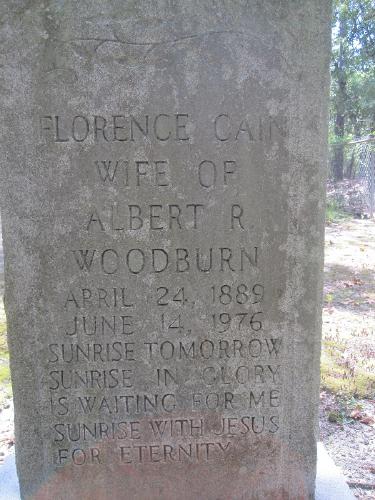 FLORENCE CAIN
WIFE OF
ALBERT R.
WOODBURN
APRIL 24, 1889
JUNE 14, 1976
SUNRISE TOMORROW
SUNRISE IN GLORY
IS WAITING FOR ME
SUNRISE WITH JESUS
FOR ETERNITY